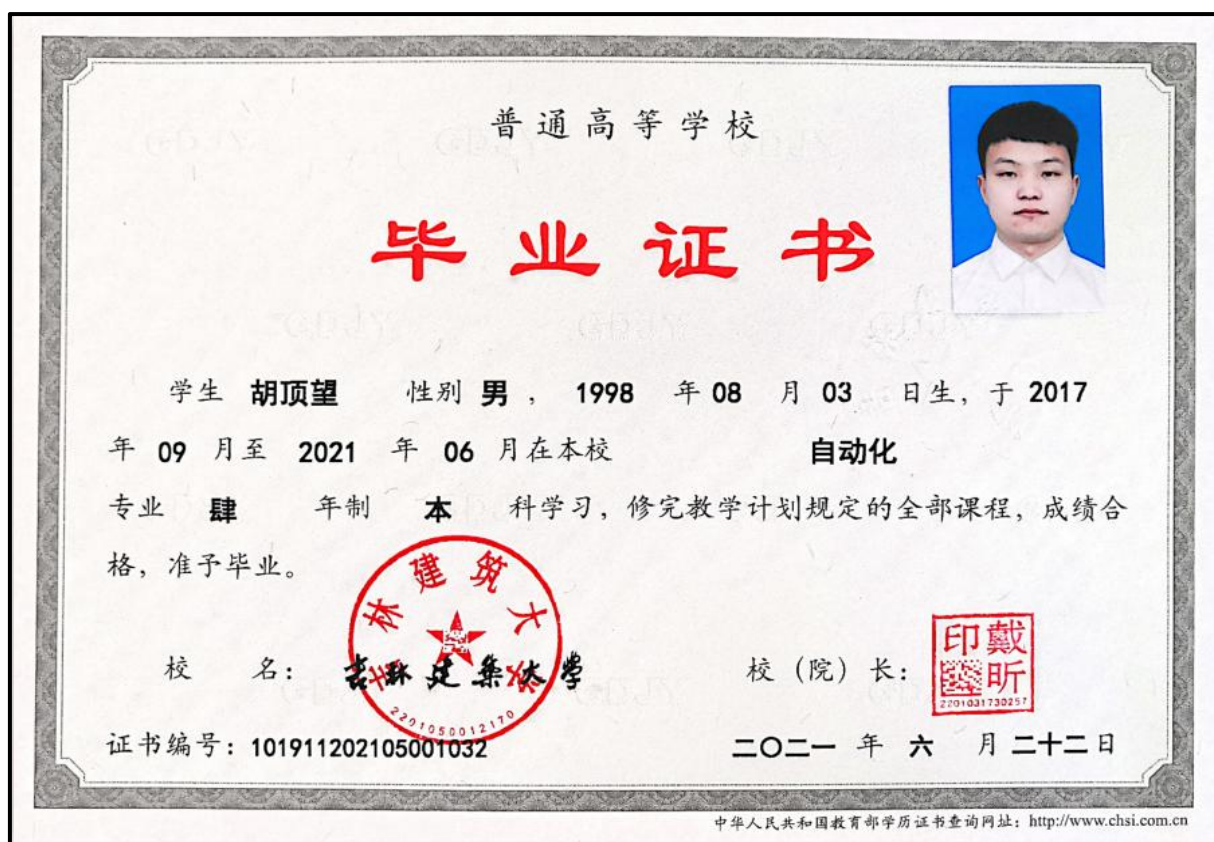 普通高等学校
毕业证书
学生 胡顶望 性别 男 ， 1998 年 08 月 03 日生，于 2017
年 09 月至 2021 年 06 月在本校 自动化
专业 肆 年制 本 科学习，修完教学计划规定的全部课程，成绩合
格，准予毕业。
吉林建筑大学
2201050012170
校 名： 吉林建筑大学
校（院）长：
戴昕印
2201031730257
证书编号：101911202105001032
二〇二一 年 六 月 二十二 日
中华人民共和国教育部学历证书查询网址：http://www.chsi.com.cn